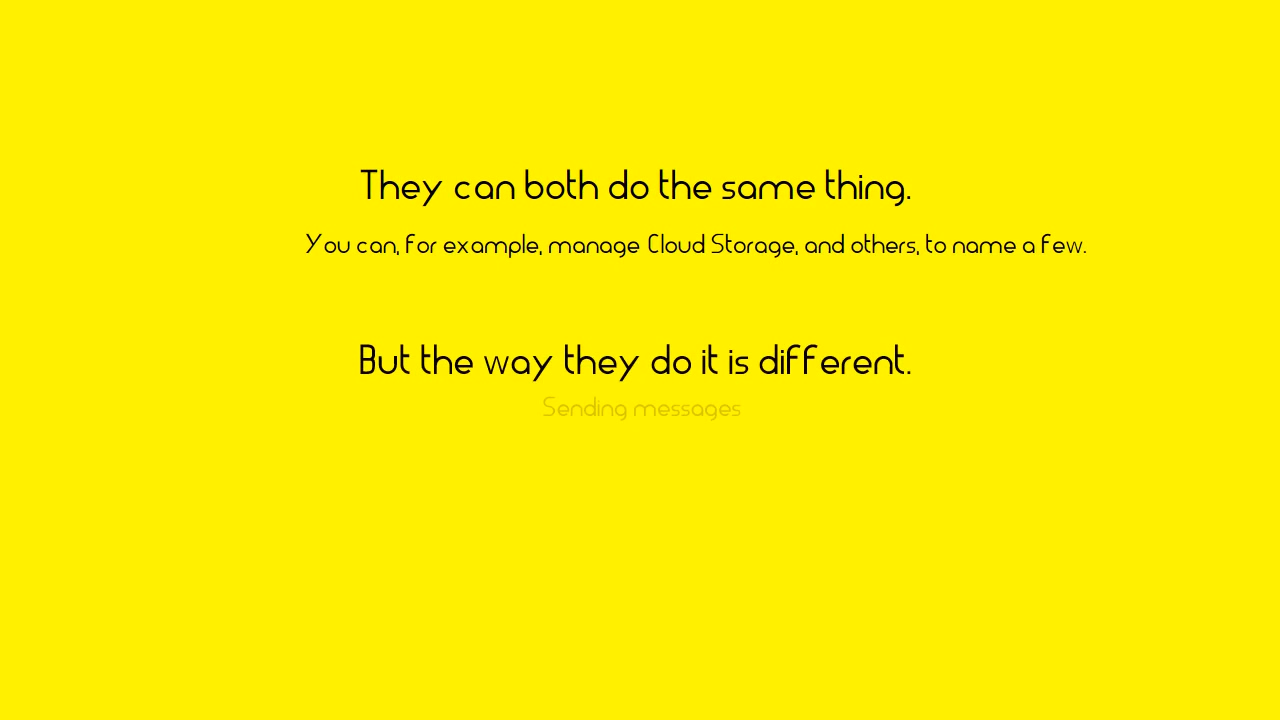 They can both do the same thing.
You can, for example, manage Cloud Storage, and others, to name a few.
But the way they do it is different.
Sending messages